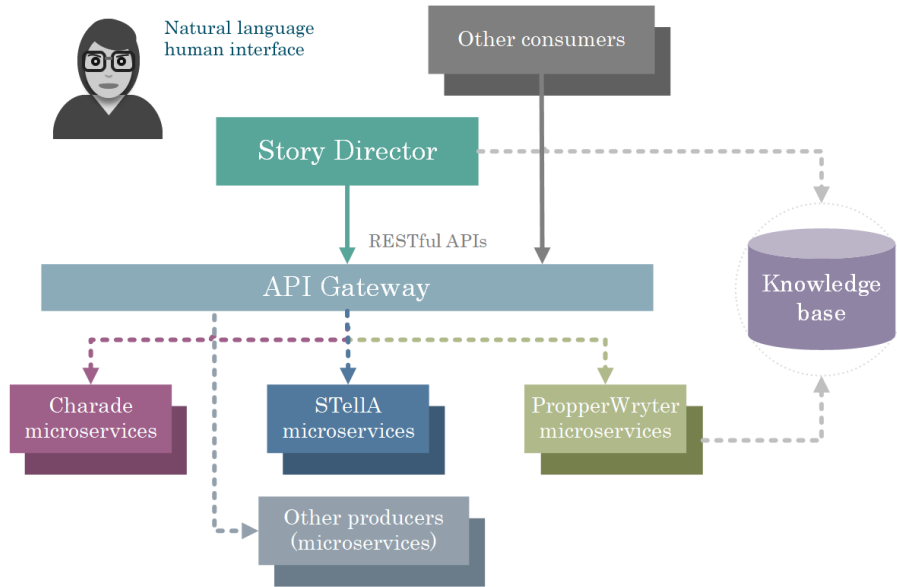 Natural language
human interface
Other consumers
Story Director
RESTful APIs
API Gateway
Knowledge
base
Charade
microservices
STellA
microservices
PropperWryter
microservices
Other producers
(microservices)